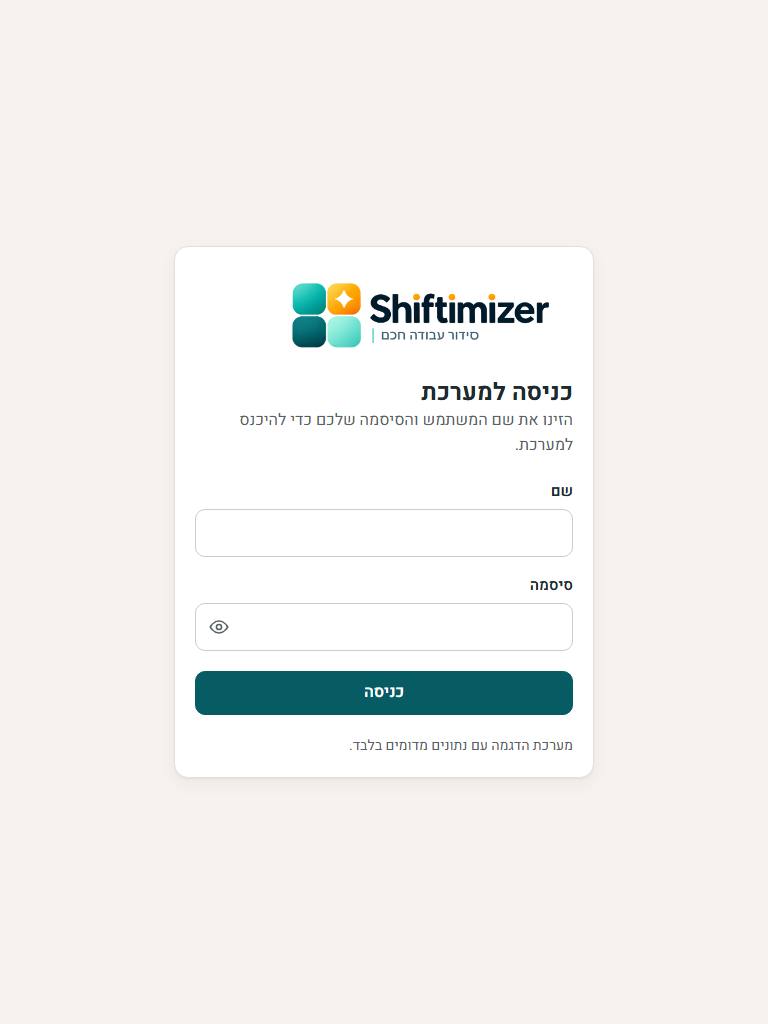 Shiftimizer
סידור עבודה חכם
כניסה למערכת
הזינו את שם המשתמש והסיסמה שלכם כדי להיכנס
למערכת.
שם
סיסמה
כניסה
מערכת הדגמה עם נתונים מדומים בלבד.